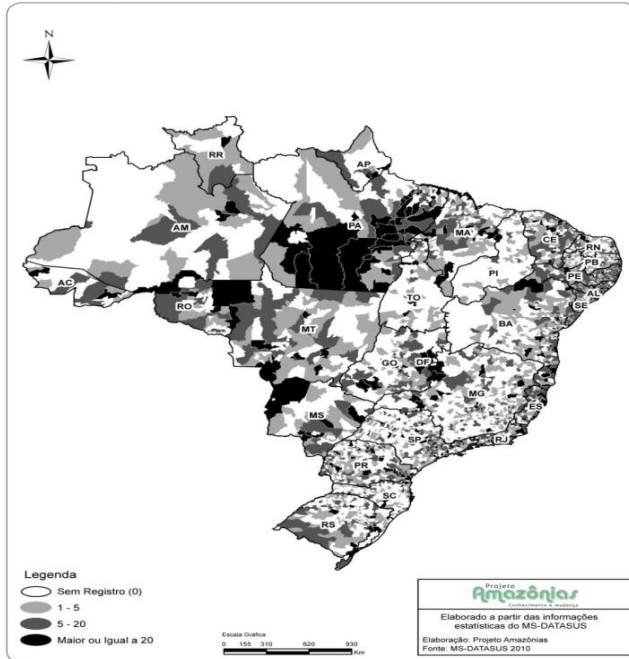 N
RR
AP
AM
PA
MA
CE
RN
PB
PE
AL
SE
PI
AC
RO
TO
BA
MT
GO
DF
MG
ES
MS
SP
RJ
PR
SC
RS
Legenda
Sem Registro (0)
1 - 5
5 - 20
Maior ou Igual a 20
Escala Gráfica
0 155 310 620 930
Km
Projeto
Amazônias
Conhecimento e mudança
Elaborado a partir das informações
estatísticas do MS-DATASUS
Elaboração: Projeto Amazônias
Fonte: MS-DATASUS 2010